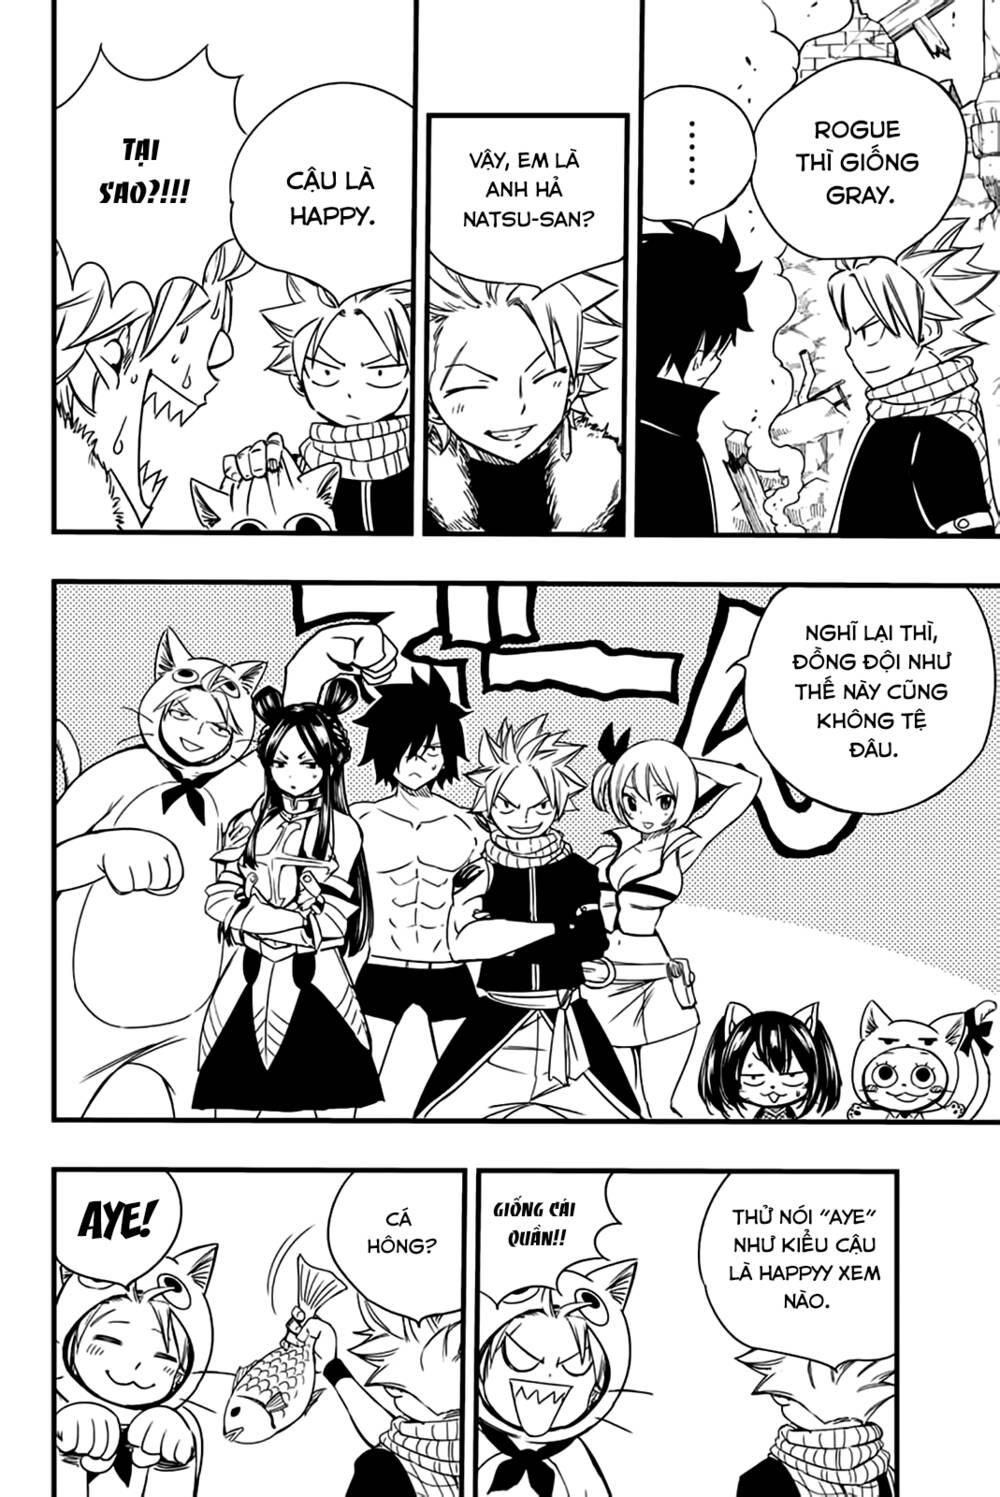 ROGUE
THÌ GIỐNG
GRAY.
.......
VẬY, EM LÀ
ANH HẢ
NATSU-SAN?
CẬU LÀ
HAPPY.
TẠI
SAO?!!!
NGHĨ LẠI THÌ,
ĐỒNG ĐỘI NHƯ
THẾ NÀY CŨNG
KHÔNG TỆ
ĐÂU.
THỬ NÓI “AYE”
NHƯ KIỂU CẬU
LÀ HAPPYY XEM
NÀO.
GIỐNG CÁI
QUẦN!!
CÁ
HÔNG?
AYE!